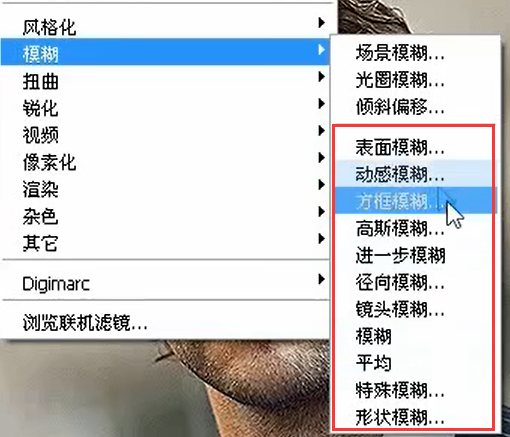 风格化
模糊
扭曲
锐化
视频
像素化
渲染
杂色
其它
Digimarc
浏览联机滤镜...
场景模糊...
光圈模糊...
倾斜偏移...
表面模糊...
动感模糊...
方框模糊...
高斯模糊...
进一步模糊
径向模糊...
镜头模糊...
模糊
平均
特殊模糊...
形状模糊...